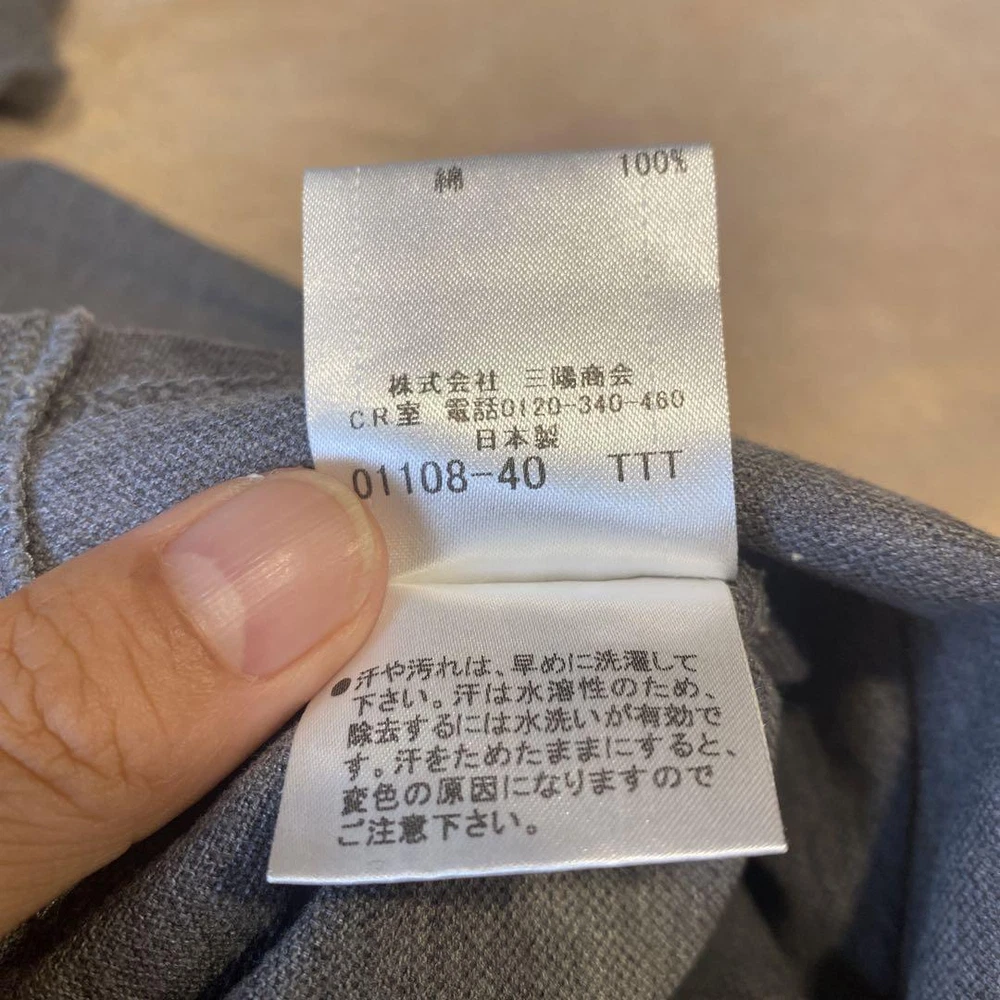 綿 100%
株式会社 三陽商会
CR室 電話0120-340-460
日本製
01108-40 TTT
●汗や汚れは、早めに洗濯して
下さい。汗は水溶性のため、
除去するには水洗いが有効で
す。汗をためたままにすると、
変色の原因になりますので
ご注意下さい。